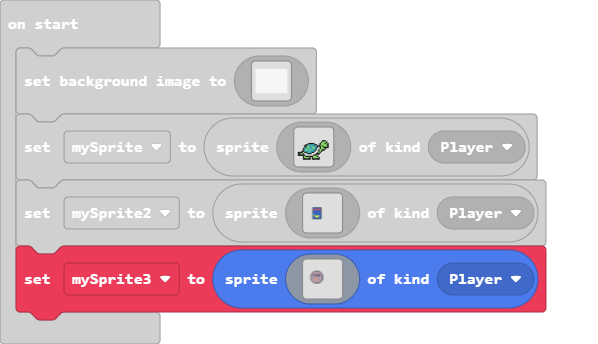 on start
set background image to
set mySprite to sprite of kind Player
set mySprite2 to sprite of kind Player
set mySprite3 to sprite of kind Player